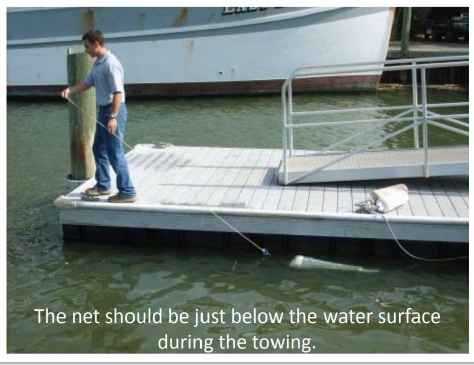 The net should be just below the water surface
during the towing.